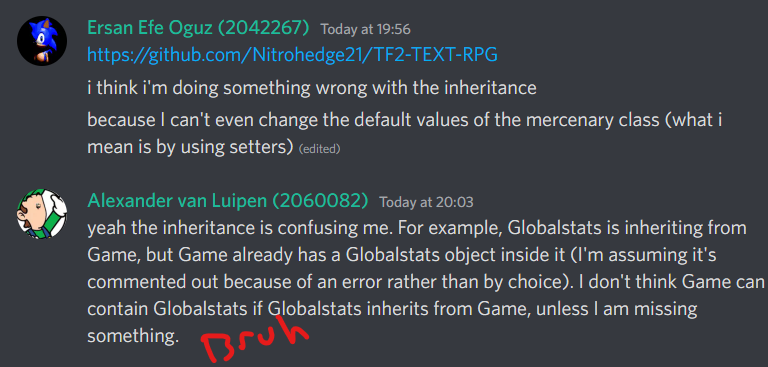 Ersan Efe Oguz (2042267) Today at 19:56
https://github.com/Nitrohedge21/TF2-TEXT-RPG
i think i'm doing something wrong with the inheritance
because I can't even change the default values of the mercenary class (what i
mean is by using setters) (edited)
Alexander van Luipen (2060082) Today at 20:03
yeah the inheritance is confusing me. For example, Globalstats is inheriting from
Game, but Game already has a Globalstats object inside it (I'm assuming it's
commented out because of an error rather than by choice). I don't think Game can
contain Globalstats if Globalstats inherits from Game, unless I am missing
something.
Bruh